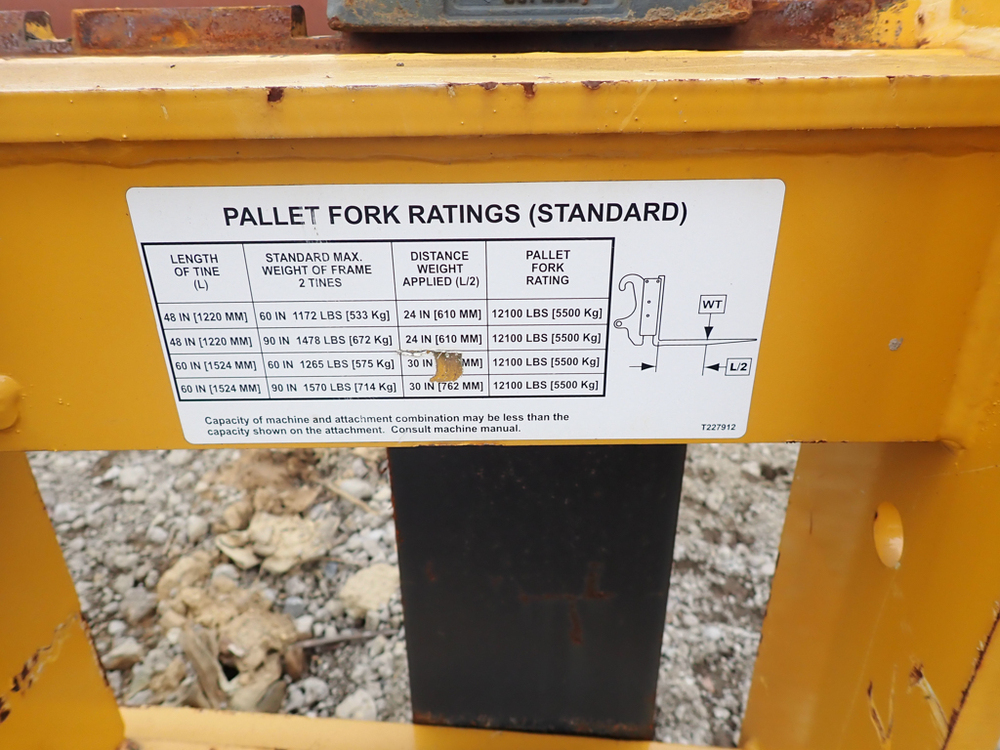 PALLET FORK RATINGS (STANDARD)
LENGTH OF TINE (L) STANDARD MAX. WEIGHT OF FRAME 2 TINES DISTANCE WEIGHT APPLIED (L/2) PALLET FORK RATING
48 IN [1220 MM] 60 IN 1172 LBS [533 Kg] 24 IN [610 MM] 12100 LBS [5500 Kg]
48 IN [1220 MM] 90 IN 1478 LBS [672 Kg] 24 IN [610 MM] 12100 LBS [5500 Kg]
60 IN [1524 MM] 60 IN 1265 LBS [575 Kg] 30 IN MM] 12100 LBS [5500 Kg]
60 IN [1524 MM] 90 IN 1570 LBS [714 Kg] 30 IN [762 MM] 12100 LBS [5500 Kg]
WT
L/2
Capacity of machine and attachment combination may be less than the
capacity shown on the attachment. Consult machine manual.
T227912